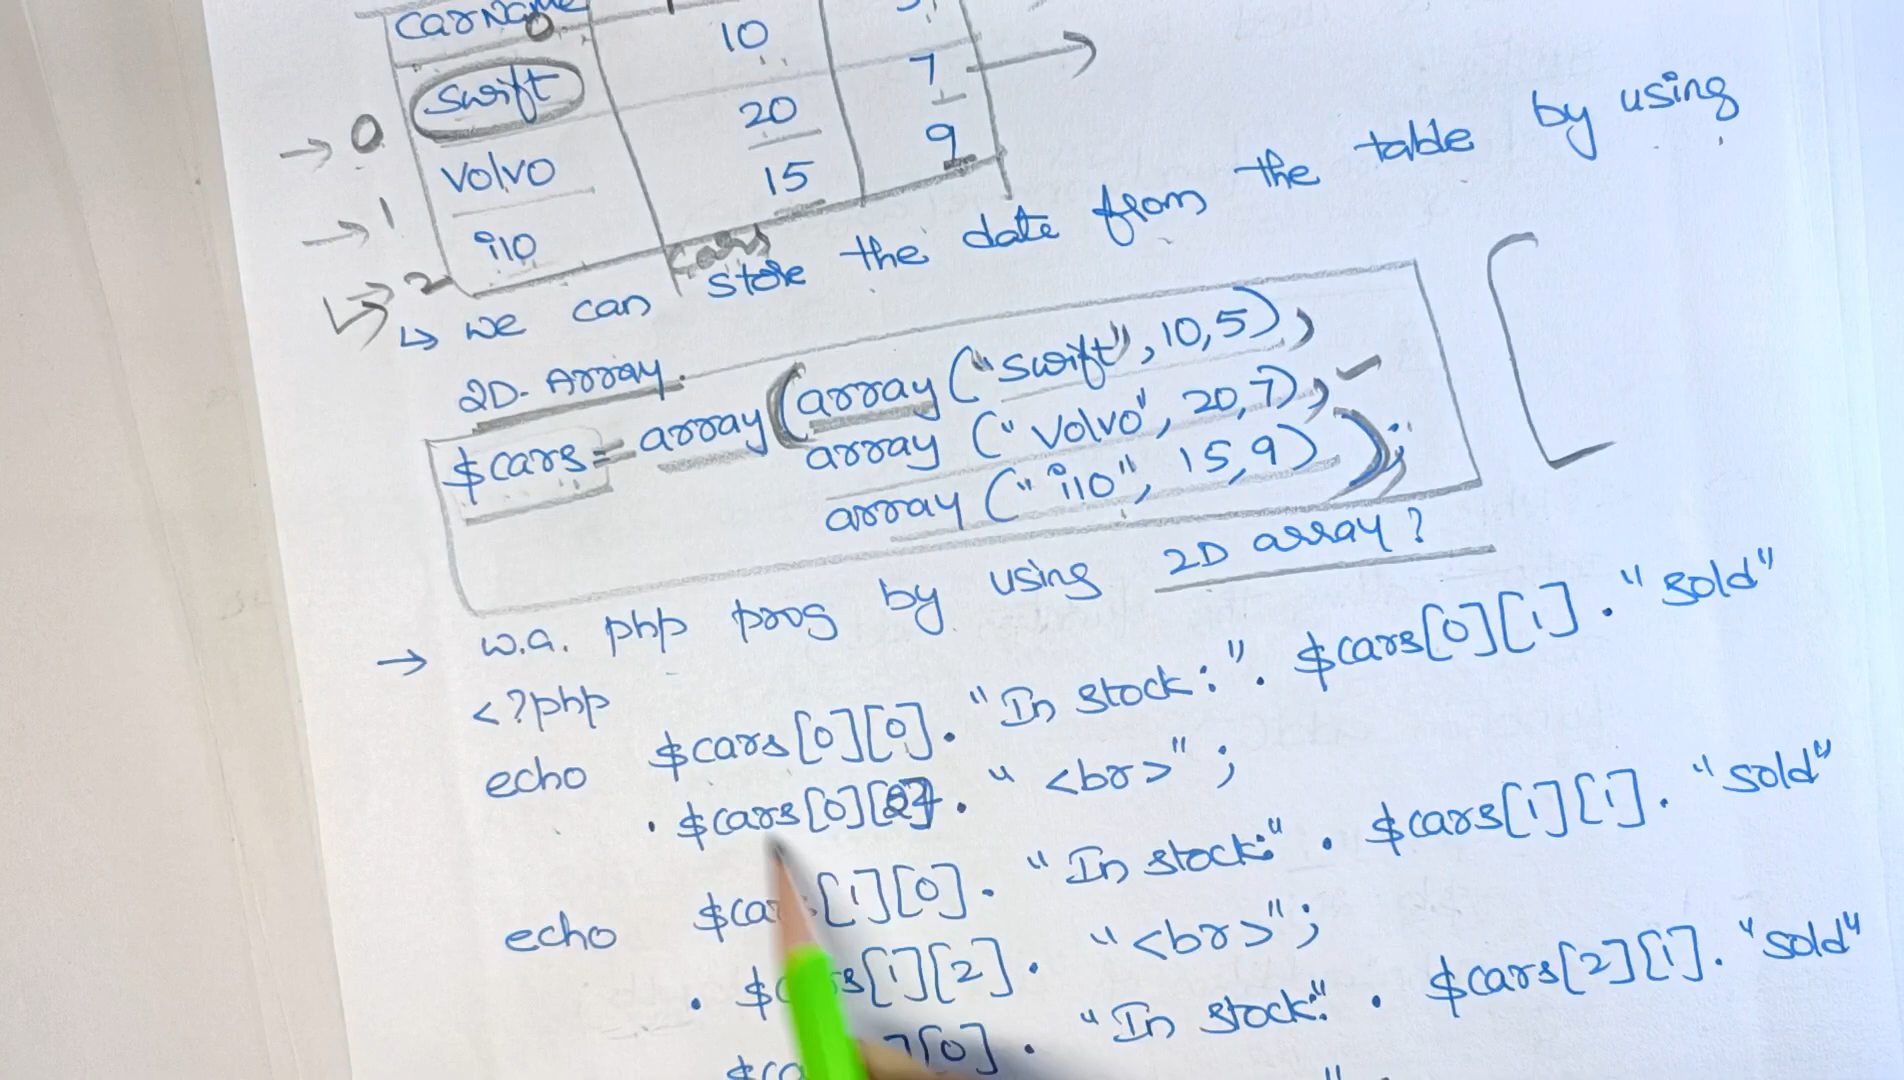 CarName
0 10
0 Swift 20 7
1 Volvo 15 9
2 i10
cars
↳ we can store the date from the table by using
2D-Array.
$cars = array(array("Swift", 10,5),
array ("Volvo", 20,7),
array ("i10", 15,9));
→ w.a. php prog by using 2D array?
<?php
echo $cars[0][0]. "In stock:". $cars[0][1]. "sold"
. $cars[0][2]. "<br>";
echo $cars[1][0]. "In stock:" . $cars[1][1]. "sold"
. $cars[1][2]. "<br>";
[0]. "In stock:" . $cars[2][1]. "sold"